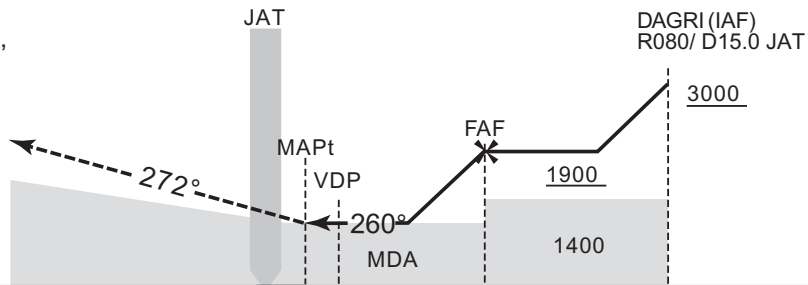 JAT
DAGRI (IAF)
R080/ D15.0 JAT
,
3000
FAF
MAPt
272°
VDP
1900
260°
MDA
1400